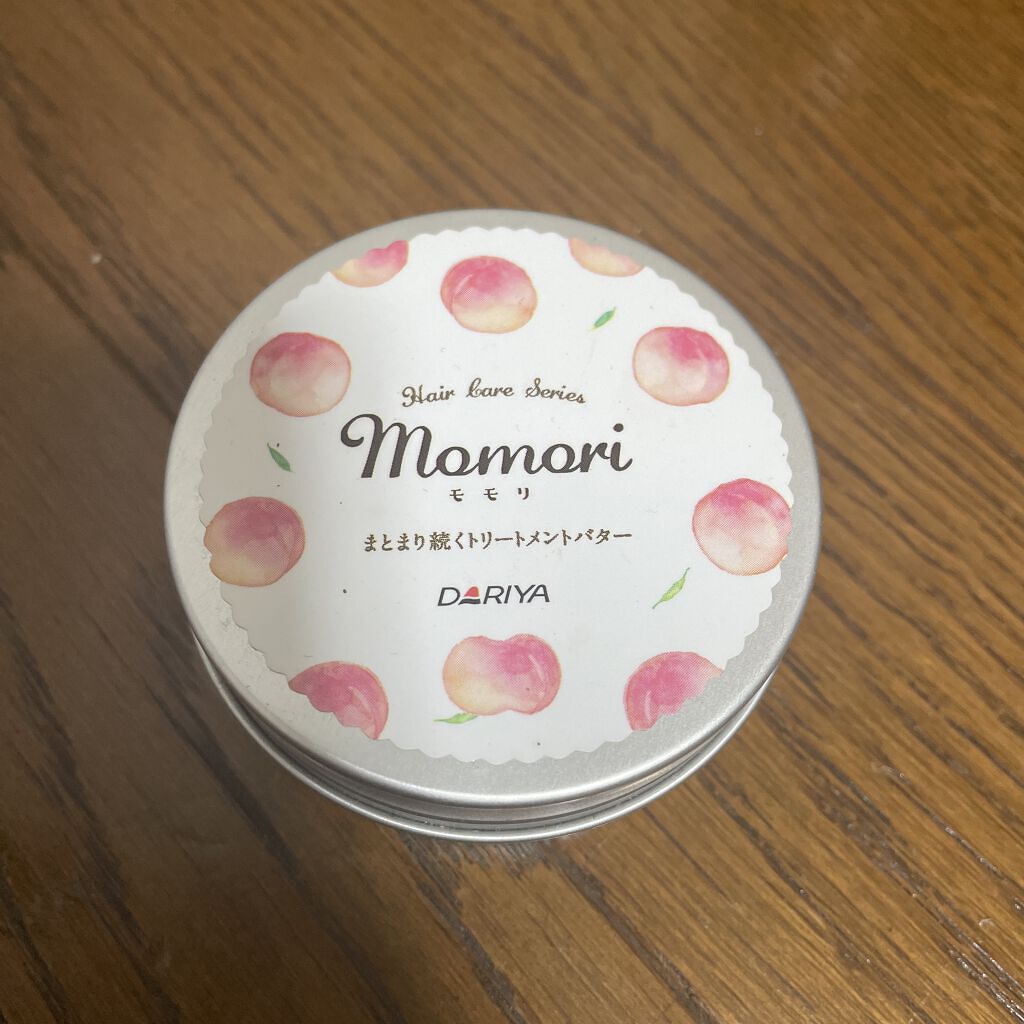 Hair Care Series
Momori
モモリ
まとまり続くトリートメントバター
DARIYA